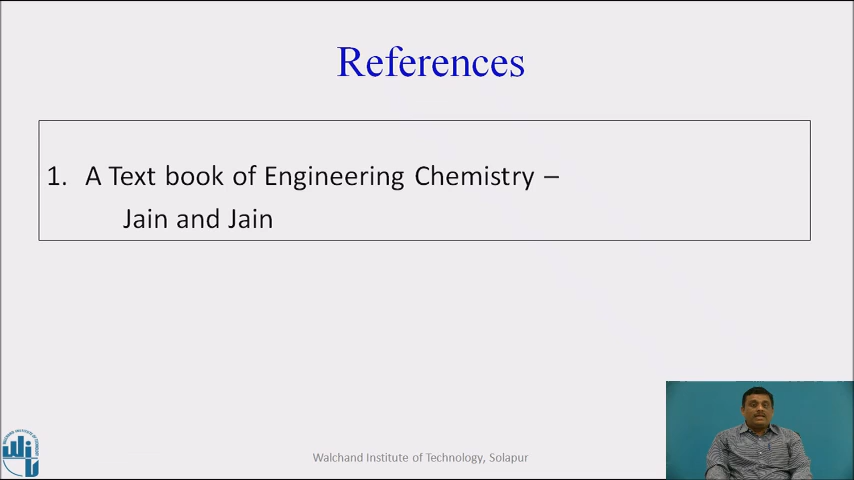 References
1. A Text book of Engineering Chemistry –
Jain and Jain
Walchand Institute of Technology, Solapur